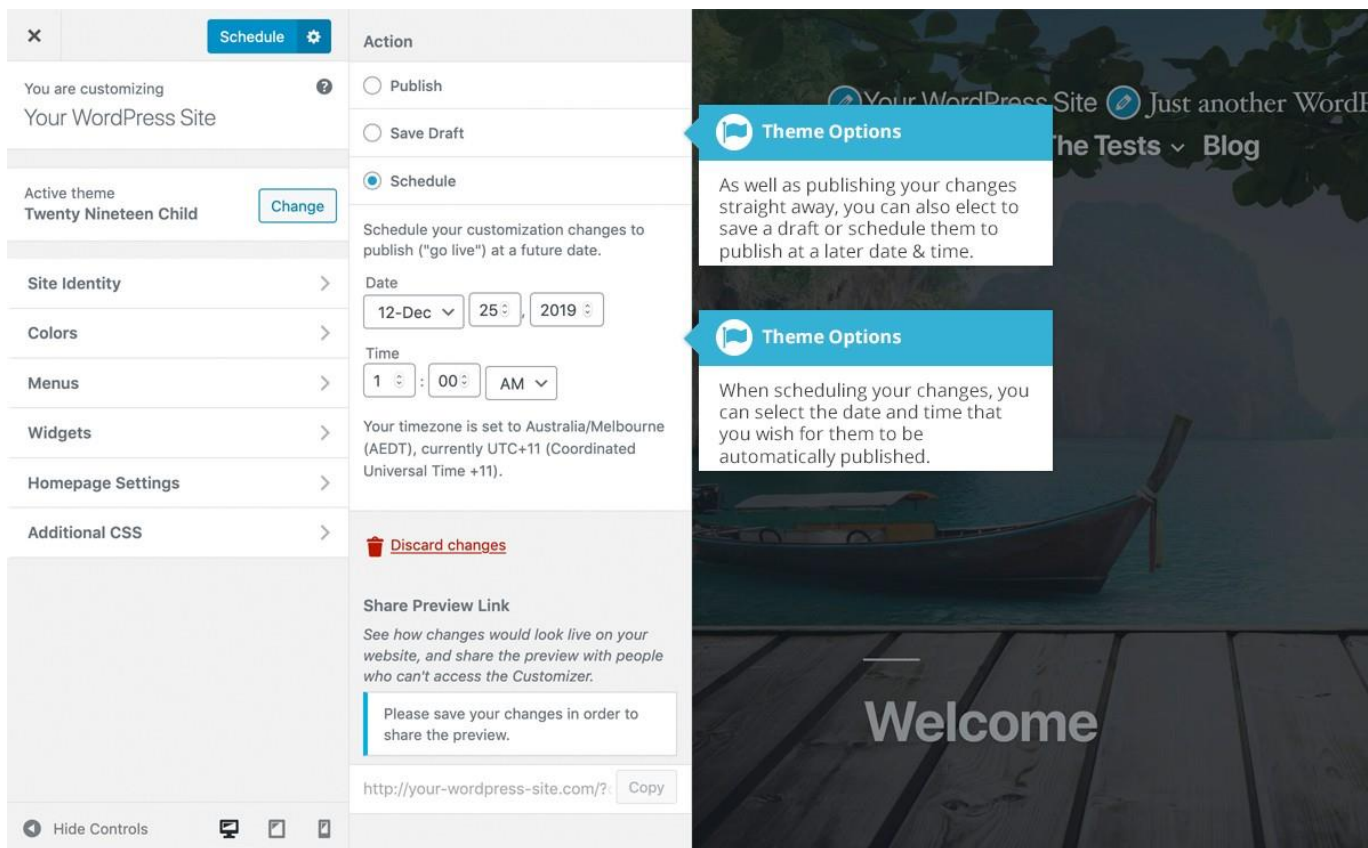 Schedule
You are customizing
Your WordPress Site
Active theme
Twenty Nineteen Child
Change
Site Identity
Colors
Menus
Widgets
Homepage Settings
Additional CSS
Hide Controls
Action
Publish
Save Draft
Schedule
Schedule your customization changes to
publish ("go live") at a future date.
Date
12-Dec 25 , 2019
Time
1 : 00 AM
Your timezone is set to Australia/Melbourne
(AEDT), currently UTC+11 (Coordinated
Universal Time +11).
Discard changes
Share Preview Link
See how changes would look live on your
website, and share the preview with people
who can't access the Customizer.
Please save your changes in order to
share the preview.
http://your-wordpress-site.com/?
Copy
Your WordPress Site Just another
The Tests Blog
Theme Options
As well as publishing your changes
straight away, you can also elect to
save a draft or schedule them to
publish at a later date & time.
Theme Options
When scheduling your changes, you
can select the date and time that
you wish for them to be
automatically published.
Welcome